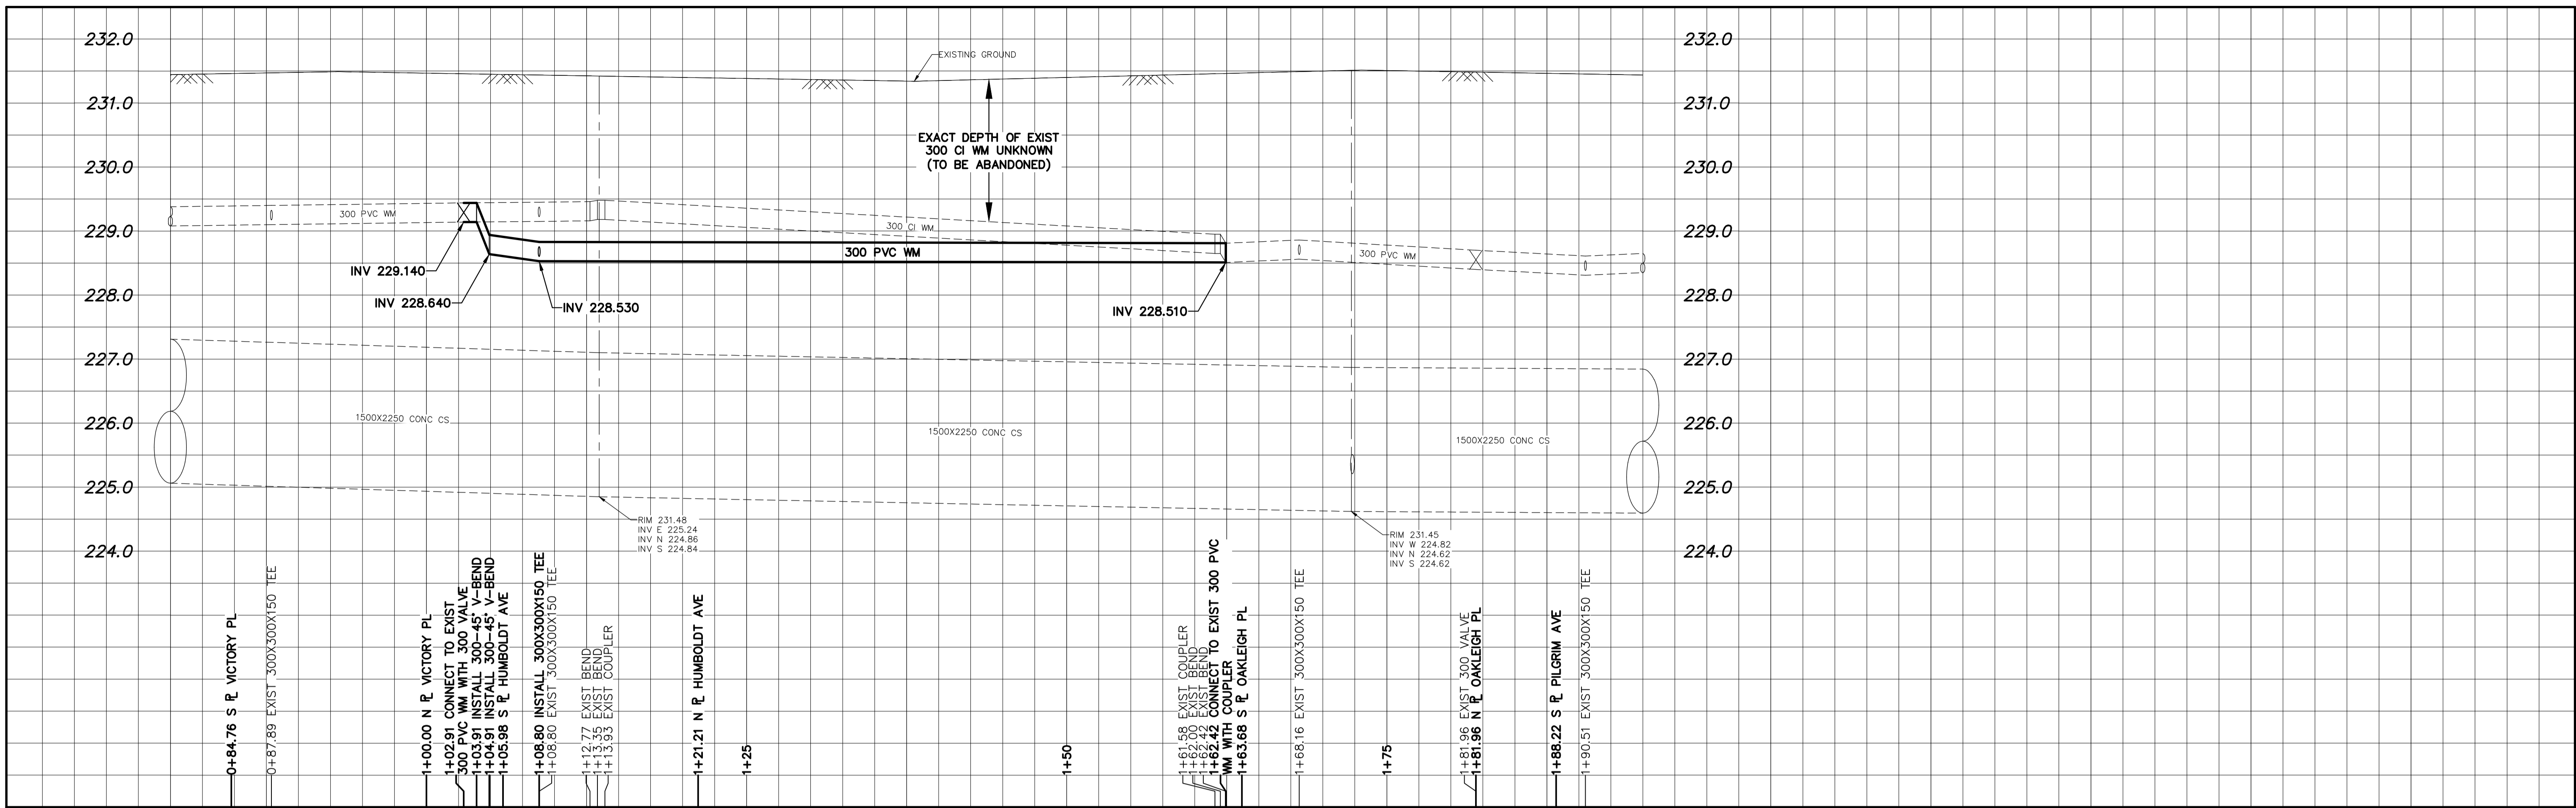 232.0
232.0
EXISTING GROUND
231.0
231.0
EXACT DEPTH OF EXIST
300 CI WM UNKNOWN
(TO BE ABANDONED)
230.0
230.0
300 PVC WM
300 CI WM
229.0
229.0
300 PVC WM
300 PVC WM
INV 229.140
INV 228.640
INV 228.530
INV 228.510
228.0
228.0
227.0
227.0
226.0
226.0
1500X2250 CONC CS
1500X2250 CONC CS
1500X2250 CONC CS
225.0
225.0
RIM 231.48
INV E 225.24
INV N 224.86
INV S 224.84
RIM 231.45
INV W 224.82
INV N 224.62
INV S 224.62
224.0
224.0
0+84.76 S PL VICTORY PL
0+87.89 EXIST 300X300X150 TEE
1+00.00 N PL VICTORY PL
1+02.91 CONNECT TO EXIST
300 PVC WM WITH 300 VALVE
1+03.91 INSTALL 300-45° V-BEND
1+04.91 INSTALL 300-45° V-BEND
1+05.98 S PL HUMBOLDT AVE
1+08.80 INSTALL 300X300X150 TEE
1+08.80 EXIST 300X300X150 TEE
1+12.77 EXIST BEND
1+13.35 EXIST BEND
1+13.93 EXIST COUPLER
1+21.21 N PL HUMBOLDT AVE
1+25
1+50
1+61.58 EXIST COUPLER
1+62.00 EXIST BEND
1+62.42 EXIST BEND
1+62.42 CONNECT TO EXIST 300 PVC
WM WITH COUPLER
1+63.68 S PL OAKLEIGH PL
1+68.16 EXIST 300X300X150 TEE
1+75
1+81.96 EXIST 300 VALVE
1+81.96 N PL OAKLEIGH PL
1+88.22 S PL PILGRIM AVE
1+90.51 EXIST 300X300X150 TEE